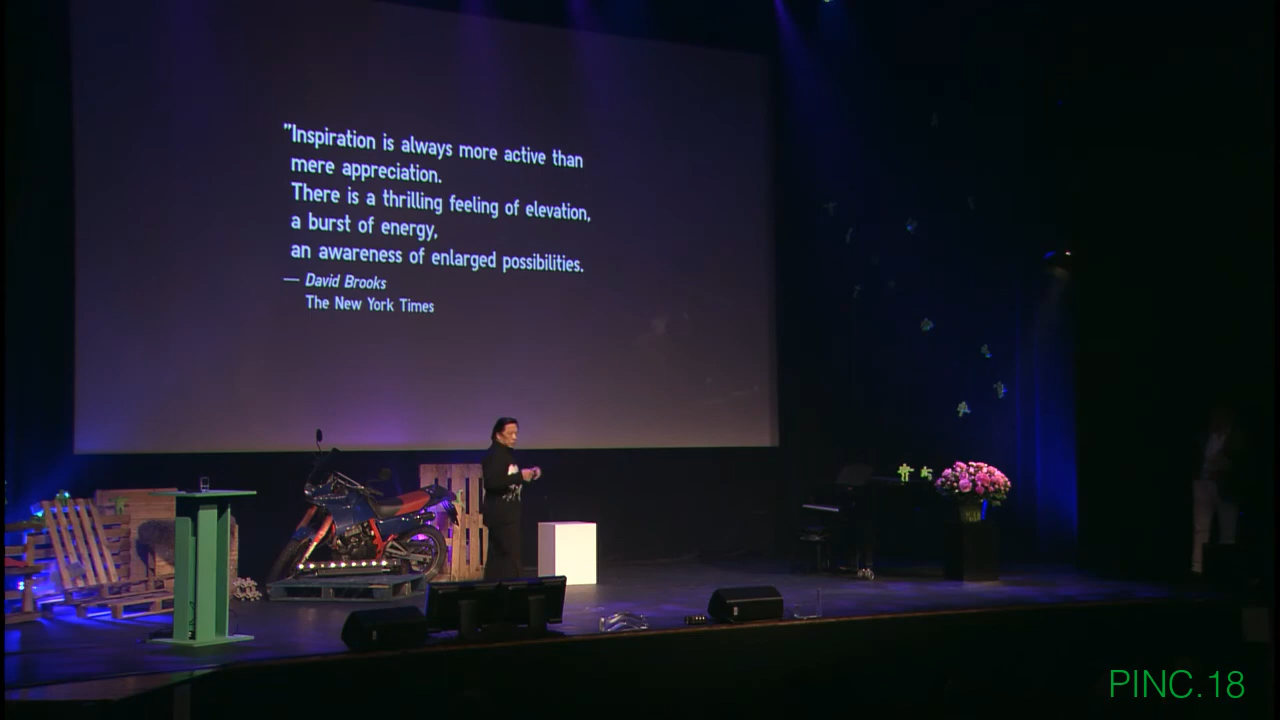 ”Inspiration is always more active than
mere appreciation.
There is a thrilling feeling of elevation,
a burst of energy,
an awareness of enlarged possibilities.
— David Brooks
The New York Times
PINC.18